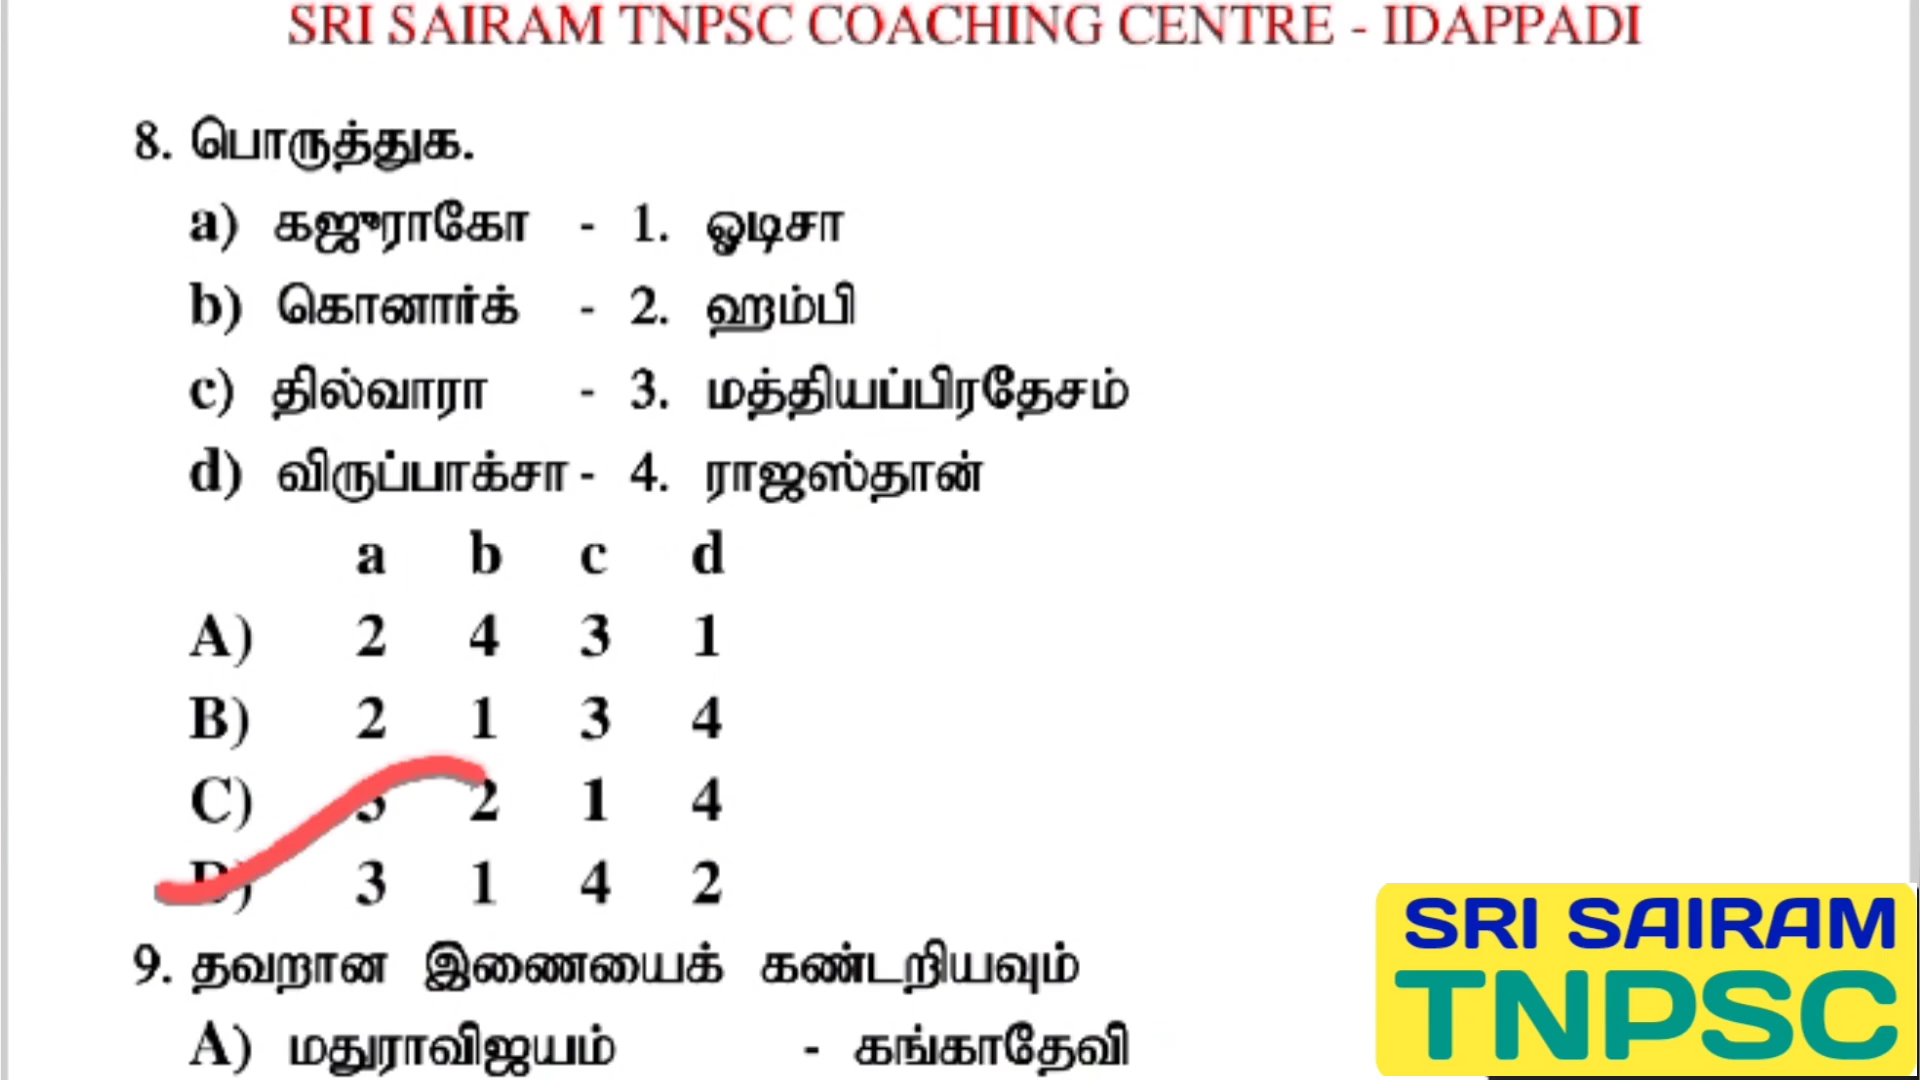 SRI SAIRAM TNPSC COACHING CENTRE - IDAPPADI
8. பொருத்துக.
a) கஜுராகோ - 1. ஓடிசா
b) கொனார்க் - 2. ஹம்பி
c) தில்வாரா - 3. மத்தியப்பிரதேசம்
d) விருப்பாக்சா - 4. ராஜஸ்தான்
a b c d
A) 2 4 3 1
B) 2 1 3 4
C) 3 2 1 4
D) 3 1 4 2
9. தவறான இணையைக் கண்டறியவும்
A) மதுராவிஜயம் - கங்காதேவி
SRI SAIRAM
TNPSC